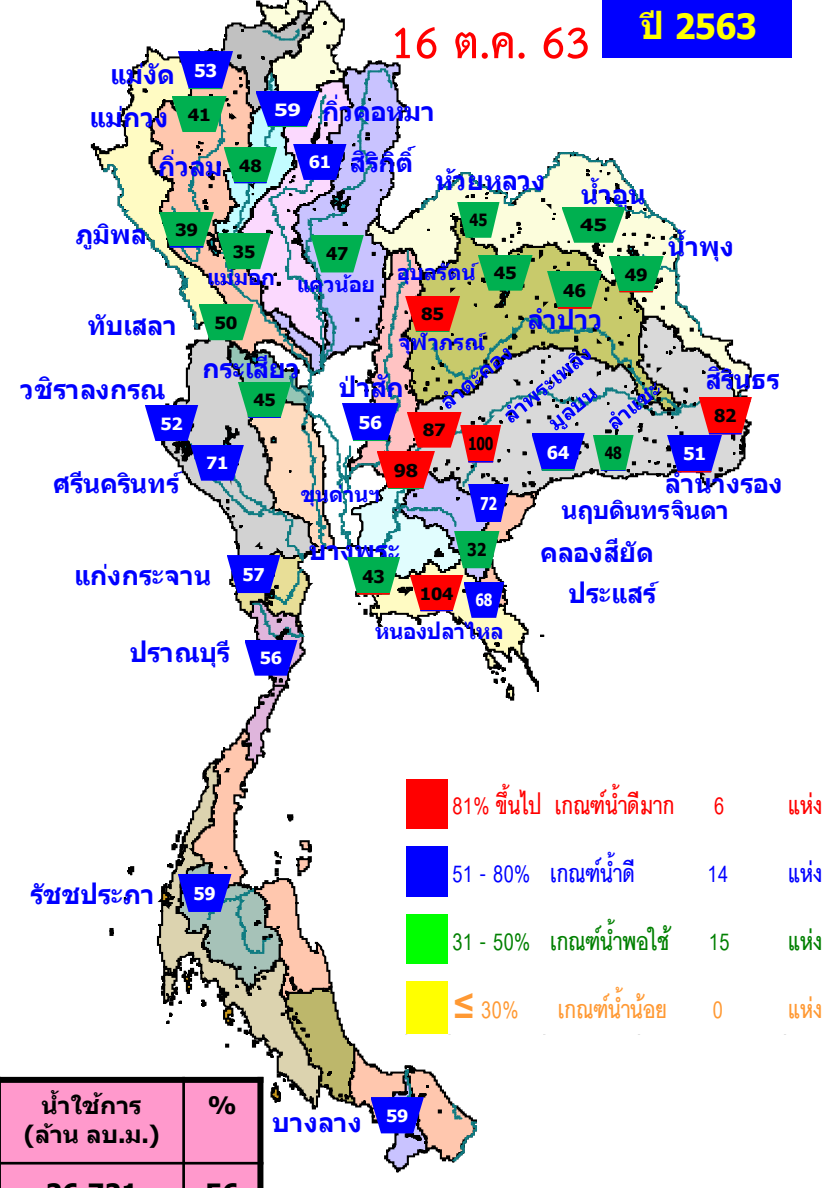 16 ต.ค. 63
ปี 2563
แม่งัด
53
แม่กวง
41
59
กิ่วคอหมา
กิ่วลม
48
61
สิริกิติ์
ห้วยหลวง
45
น้ำอูน
45
ภูมิพล
39
35
แม่มอก
47
แควน้อย
อุบลรัตน์
45
46
49
น้ำพุง
ทับเสลา
50
85
จุฬาภรณ์
ลำปาว
กระเสียว
45
วชิราลงกรณ
52
ป่าสัก
56
ลำตะคอง
87
ลำพระเพลิง
100
มูลบน
64
ลำแชะ
48
สิรินธร
82
51
ลำนางรอง
ศรีนครินทร์
71
98
ขุนด่านฯ
72
นฤบดินทรจินดา
บางพระ
43
32
คลองสียัด
แก่งกระจาน
57
104
68
ประแสร์
หนองปลาไหล
ปราณบุรี
56
81% ขึ้นไป เกณฑ์น้ำดีมาก 6 แห่ง
51 - 80% เกณฑ์น้ำดี 14 แห่ง
31 - 50% เกณฑ์น้ำพอใช้ 15 แห่ง
≤ 30% เกณฑ์น้ำน้อย 0 แห่ง
รัชชประภา
59
บางลาง
59
น้ำใช้การ %
(ล้าน ลบ.ม.)